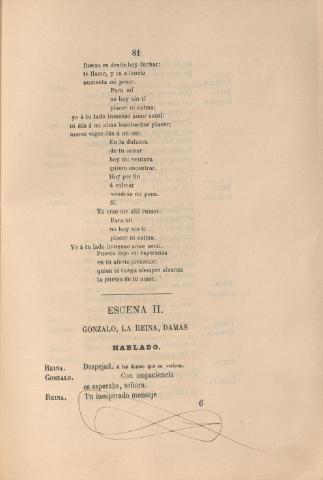 81
fuerza es desde hoy luchar:
te llamo, y tu silencio
aumenta mi pesar.
Para mí
no hay sin tí
placer ni calma:
yo á tu lado inmenso amor sentí:
tu dás á mi alma bienhechor placer;
nuevo vigor dás á mi sér.
En la dulzura
de tu mirar
hoy mi ventura
quiero encontrar.
Hoy por fin
á calmar
vendrás mi pena.
Sí.
Yo creo oir allí rumor.
Para mí
no hay sin tí
placer ni calma.
Yo á tu lado inmenso amor sentí.
Puesta dejo mi esperanza
en tu afecto protector:
quien te ruega siempre alcanza
la pureza de tu amor.
ESCENA II.
GONZALO, LA REINA, DAMAS
HABLADO.
REINA. Despejad. A las damas que se retiran.
GONZALO. Con impaciencia
os esperaba, señora.
REINA. Tu inesperado mensaje
6